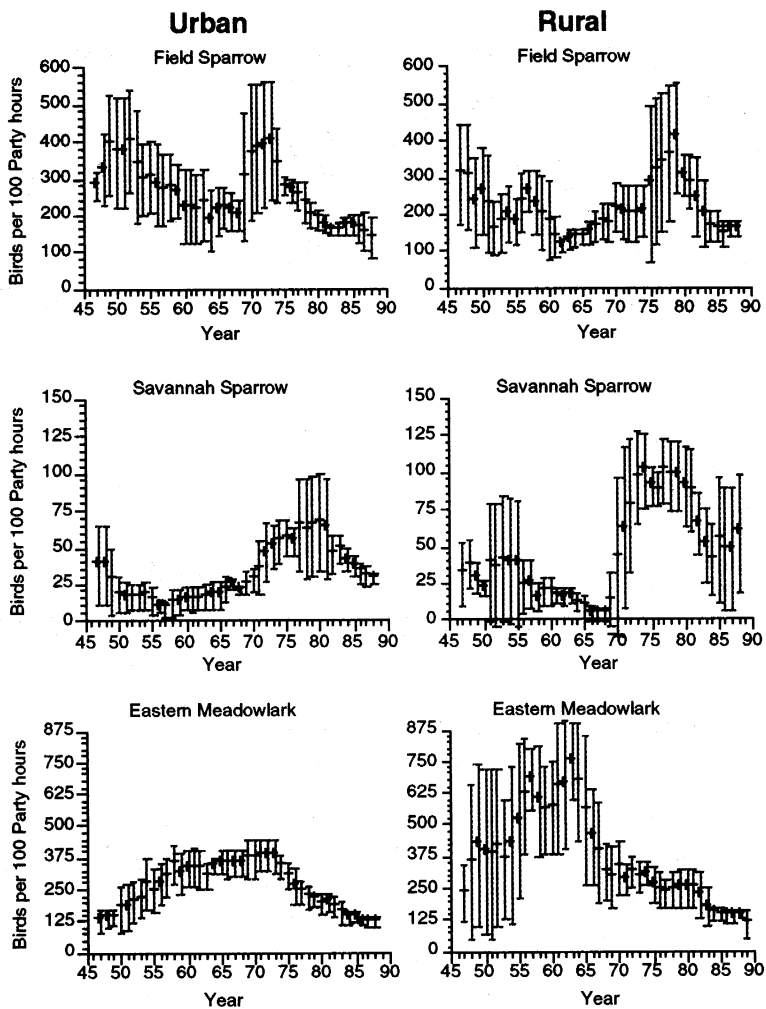 Urban Rural
Field Sparrow Field Sparrow
Birds per 100 Party hours
600 500 400 300 200 100 0
45 50 55 60 65 70 75 80 85 90
Year
600 500 400 300 200 100 0
45 50 55 60 65 70 75 80 85 90
Year
Savannah Sparrow Savannah Sparrow
Birds per 100 Party hours
150 125 100 75 50 25 0
45 50 55 60 65 70 75 80 85 90
Year
150 125 100 75 50 25 0
45 50 55 60 65 70 75 80 85 90
Year
Eastern Meadowlark Eastern Meadowlark
Birds per 100 Party hours
875 750 625 500 375 250 125 0
45 50 55 60 65 70 75 80 85 90
Year
875 750 625 500 375 250 125 0
45 50 55 60 65 70 75 80 85 90
Year